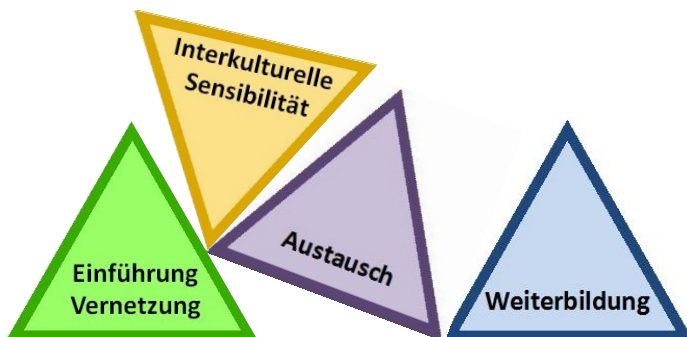 Interkulturelle
Sensibilität
Einführung
Vernetzung
Austausch
Weiterbildung